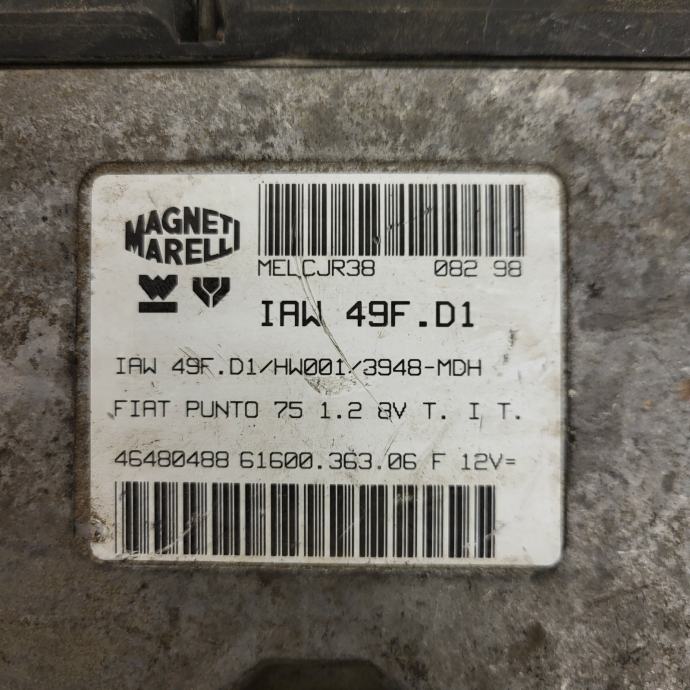 MAGNETI
MARELLI
MELCJR38 082 98
IAW 49F.D1
IAW 49F.D1/HW001/3948-MDH
FIAT PUNTO 75 1.2 8V T. I T.
46480488 61600.363.06 F 12V=